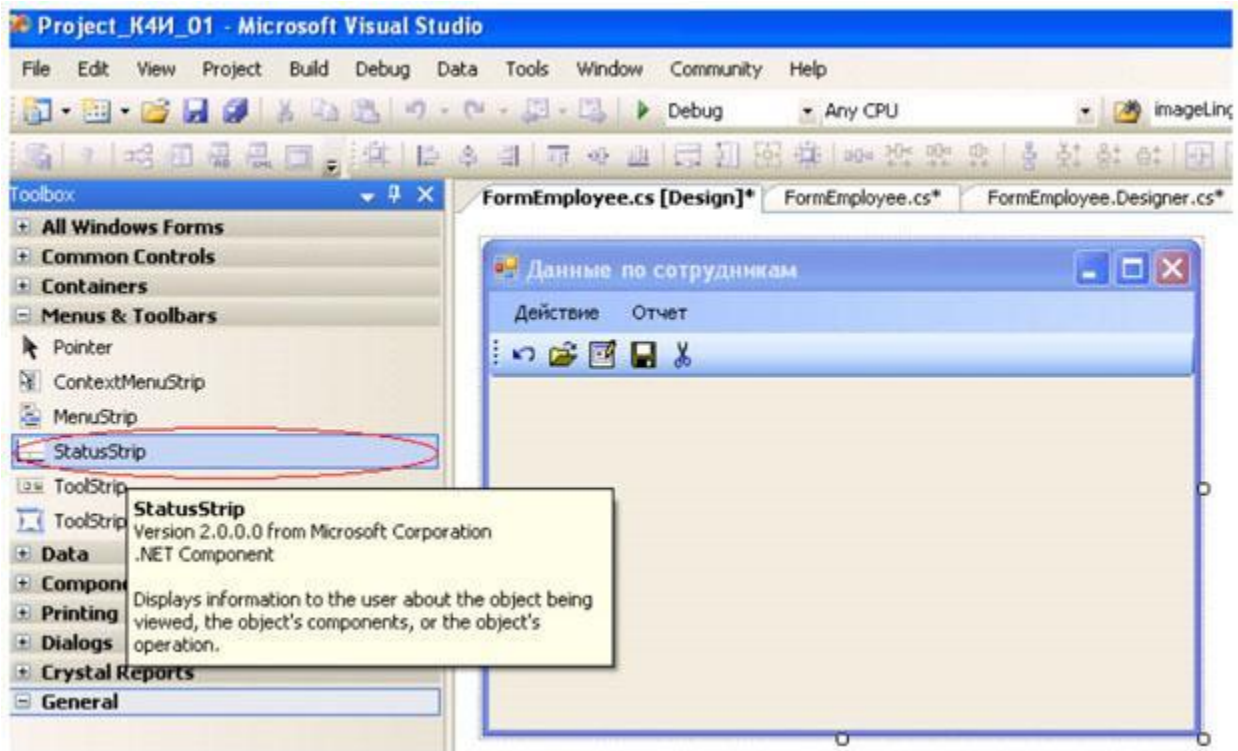 Project_К4И_01 - Microsoft Visual Studio
File Edit View Project Build Debug Data Tools Window Community Help
Debug Any CPU imageLing
Toolbox
FormEmployee.cs [Design]* FormEmployee.cs* FormEmployee.Designer.cs*
All Windows Forms
Common Controls
Containers
Menus & Toolbars
Pointer
ContextMenuStrip
MenuStrip
StatusStrip
ToolStrip
ToolStrip
Data
Compone
Printing
Dialogs
Crystal Reports
General
StatusStrip
Version 2.0.0.0 from Microsoft Corporation
.NET Component
Displays information to the user about the object being
viewed, the object's components, or the object's
operation.
Данные по сотрудникам
Действие Отчет